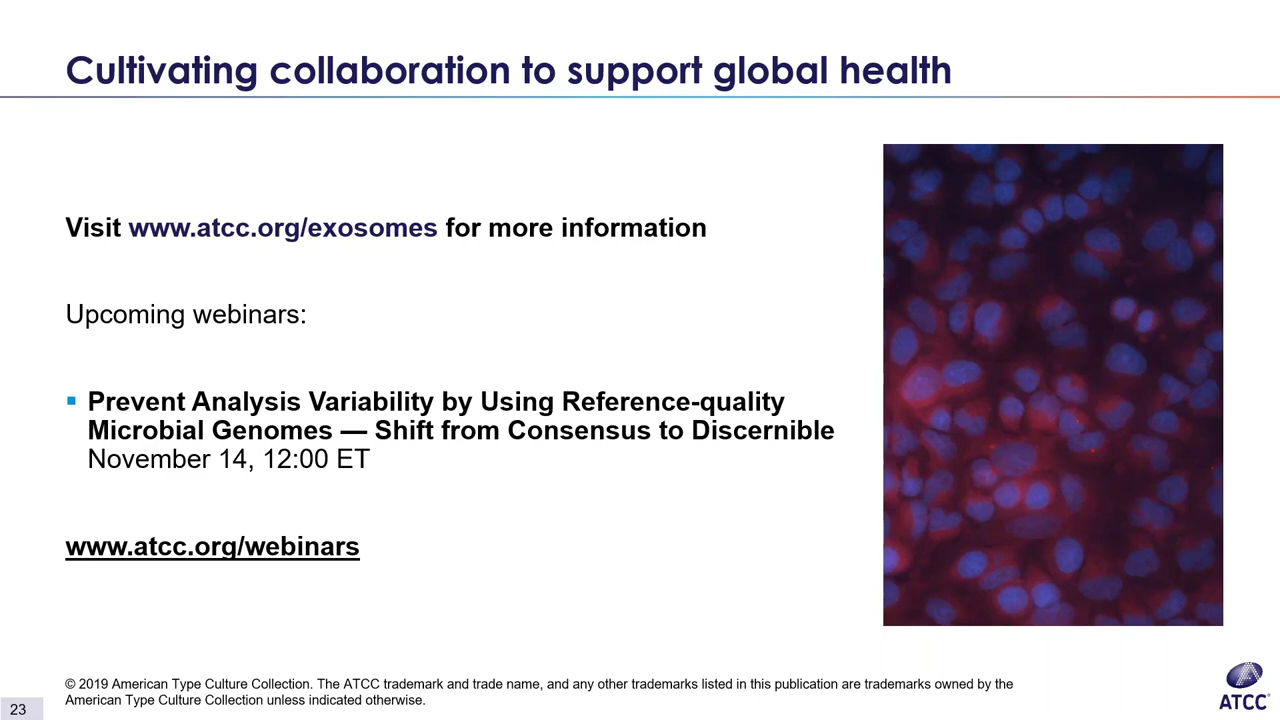 Cultivating collaboration to support global health
Visit www.atcc.org/exosomes for more information
Upcoming webinars:
▪ Prevent Analysis Variability by Using Reference-quality
Microbial Genomes — Shift from Consensus to Discernible
November 14, 12:00 ET
www.atcc.org/webinars
© 2019 American Type Culture Collection. The ATCC trademark and trade name, and any other trademarks listed in this publication are trademarks owned by the
American Type Culture Collection unless indicated otherwise.
23
ATCC®